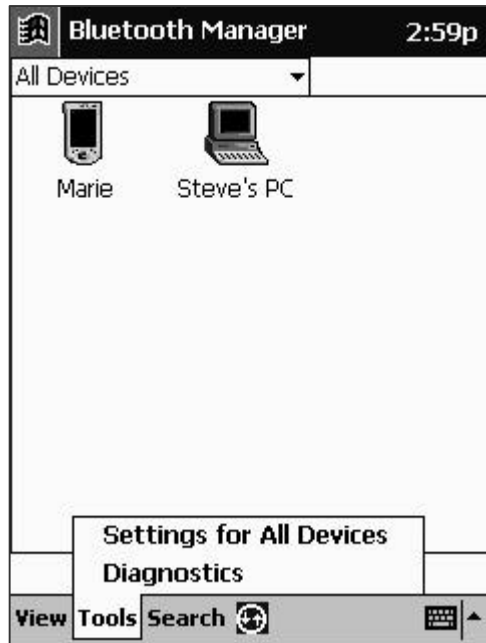 Bluetooth Manager 2:59p
All Devices
Marie Steve's PC
Settings for All Devices
Diagnostics
View Tools Search